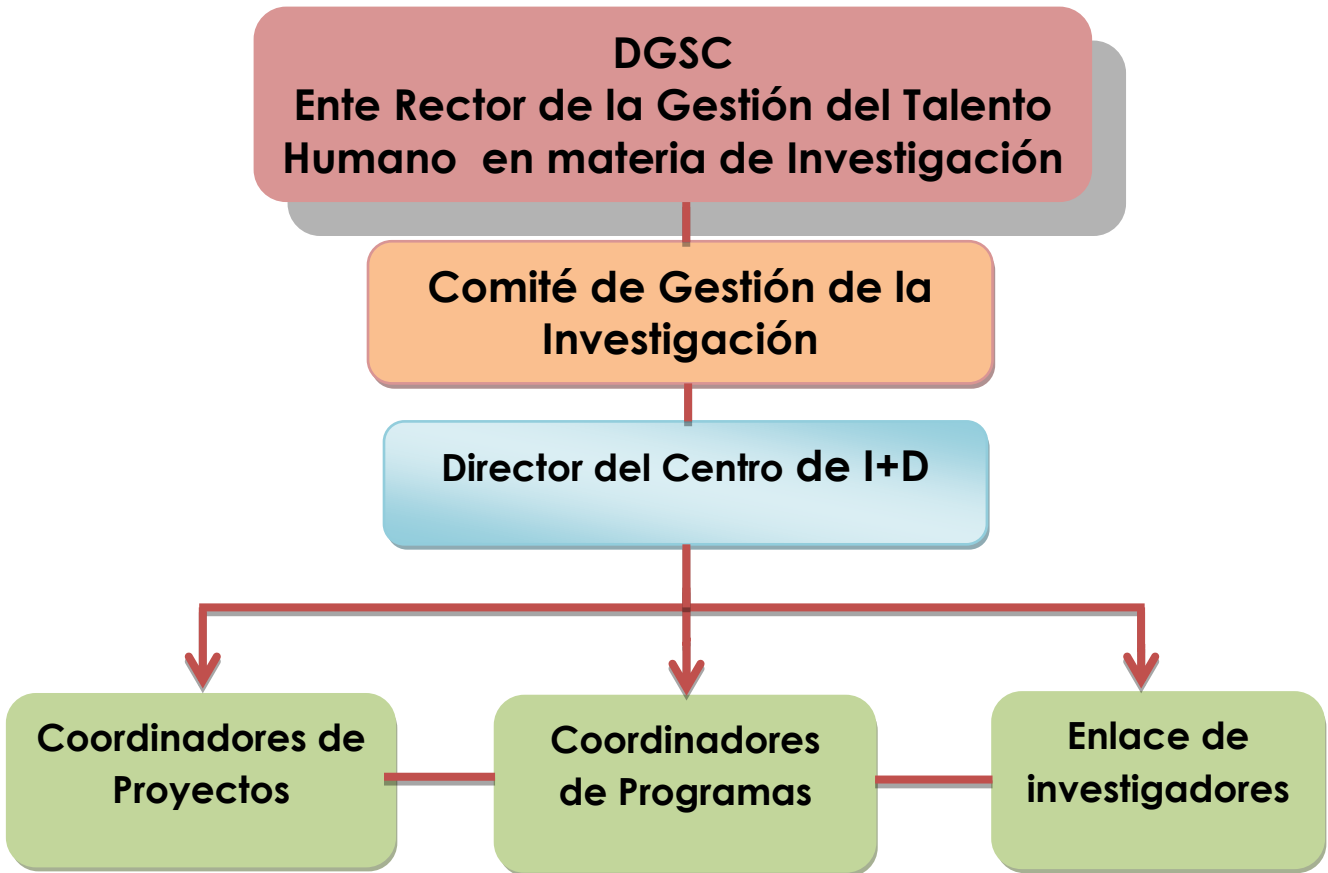 DGSC
Ente Rector de la Gestión del Talento
Humano en materia de Investigación
Comité de Gestión de la
Investigación
Director del Centro de I+D
Coordinadores de
Proyectos
Coordinadores
de Programas
Enlace de
investigadores